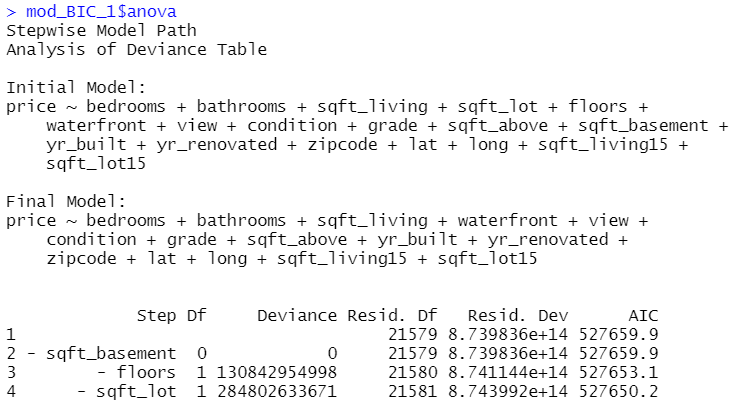 > mod_BIC_1$anova
Stepwise Model Path
Analysis of Deviance Table

Initial Model:
price ~ bedrooms + bathrooms + sqft_living + sqft_lot + floors +
    waterfront + view + condition + grade + sqft_above + sqft_basement +
    yr_built + yr_renovated + zipcode + lat + long + sqft_living15 +
    sqft_lot15

Final Model:
price ~ bedrooms + bathrooms + sqft_living + waterfront + view +
    condition + grade + sqft_above + yr_built + yr_renovated +
    zipcode + lat + long + sqft_living15 + sqft_lot15

             Step Df     Deviance Resid. Df   Resid. Dev      AIC
1                                     21579 8.739836e+14 527659.9
2 - sqft_basement  0            0     21579 8.739836e+14 527659.9
3        - floors  1 130842954998     21580 8.741144e+14 527653.1
4      - sqft_lot  1 284802633671     21581 8.743992e+14 527650.2